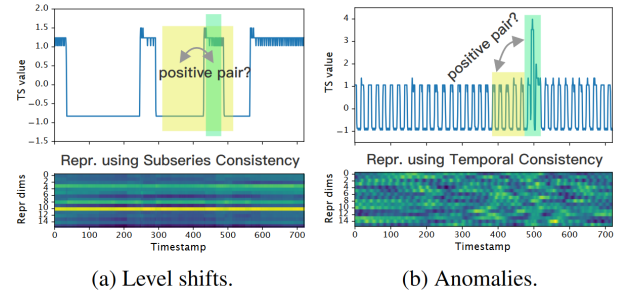 2.0
1.5
1.0
0.5
0.0
−0.5
−1.0
−1.5
TS value
positive pair?
Repr. using Subseries Consistency
0
2
4
6
8
10
12
14
Repr dims
0 100 200 300 400 500 600 700
Timestamp
(a) Level shifts.
4
3
2
1
0
−1
TS value
positive pair?
Repr. using Temporal Consistency
0
2
4
6
8
10
12
14
Repr dims
0 100 200 300 400 500 600 700
Timestamp
(b) Anomalies.